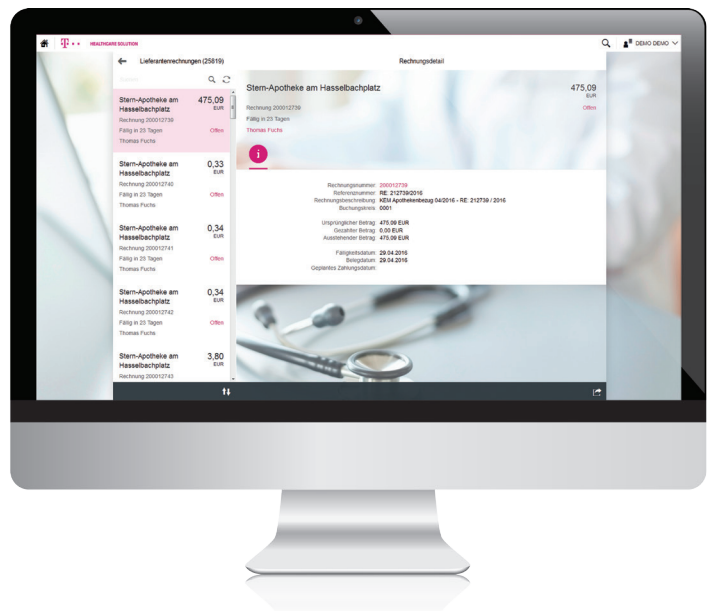 T · · HEALTHCARE SOLUTION
DEMO DEMO
Lieferantenrechnungen (25819)
Rechnungsdetail
Stern-Apotheke am Hasselbachplatz
475,09
EUR
Rechnung 200012739
Fällig in 23 Tagen
Offen
Thomas Fuchs
Stern-Apotheke am Hasselbachplatz
0,33
EUR
Rechnung 200012740
Fällig in 23 Tagen
Offen
Thomas Fuchs
Stern-Apotheke am Hasselbachplatz
0,34
EUR
Rechnung 200012741
Fällig in 23 Tagen
Offen
Thomas Fuchs
Stern-Apotheke am Hasselbachplatz
0,34
EUR
Rechnung 200012742
Fällig in 23 Tagen
Offen
Thomas Fuchs
Stern-Apotheke am Hasselbachplatz
3,80
EUR
Rechnung 200012743
Stern-Apotheke am Hasselbachplatz
475,09
EUR
Rechnung 200012739
Offen
Fällig in 23 Tagen
Thomas Fuchs
i
Rechnungsnummer 200012739
Referenznummer RE. 212739/2016
Rechnungsbeschreibung KEM Apothekenbezug 04/2016 - RE. 212739 / 2016
Buchungskreis 0001
Ursprünglicher Betrag 475.09 EUR
Gezahlter Betrag 0.00 EUR
Ausstehender Betrag 475.09 EUR
Fälligkeitsdatum 29.04.2016
Belegdatum 29.04.2016
Geplantes Zahlungsdatum